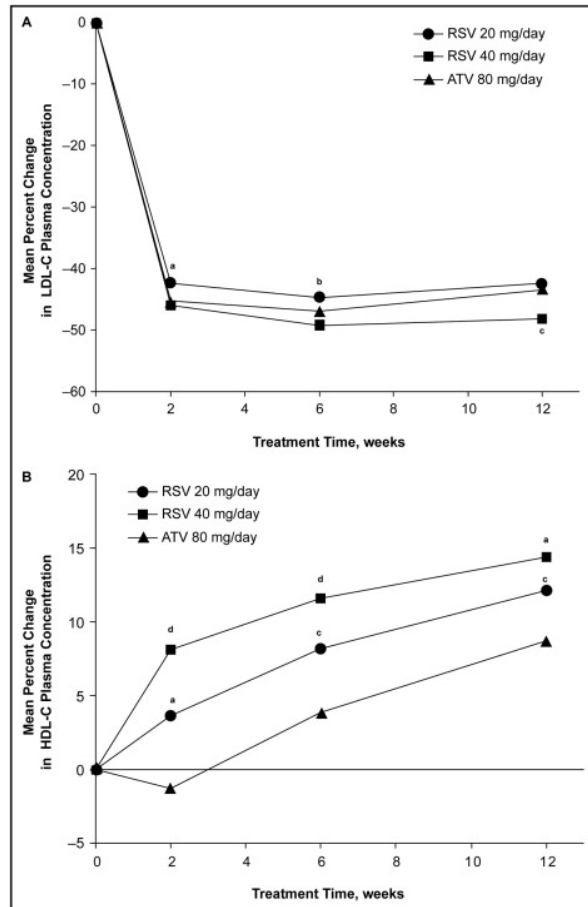 A
RSV 20 mg/day
RSV 40 mg/day
ATV 80 mg/day
Mean Percent Change
in LDL-C Plasma Concentration
0
–10
–20
–30
–40
–50
–60
a
b
c
0
2
4
6
8
10
12
Treatment Time, weeks
B
RSV 20 mg/day
RSV 40 mg/day
ATV 80 mg/day
Mean Percent Change
in HDL-C Plasma Concentration
20
15
10
5
0
–5
d
d
a
a
c
c
0
2
4
6
8
10
12
Treatment Time, weeks